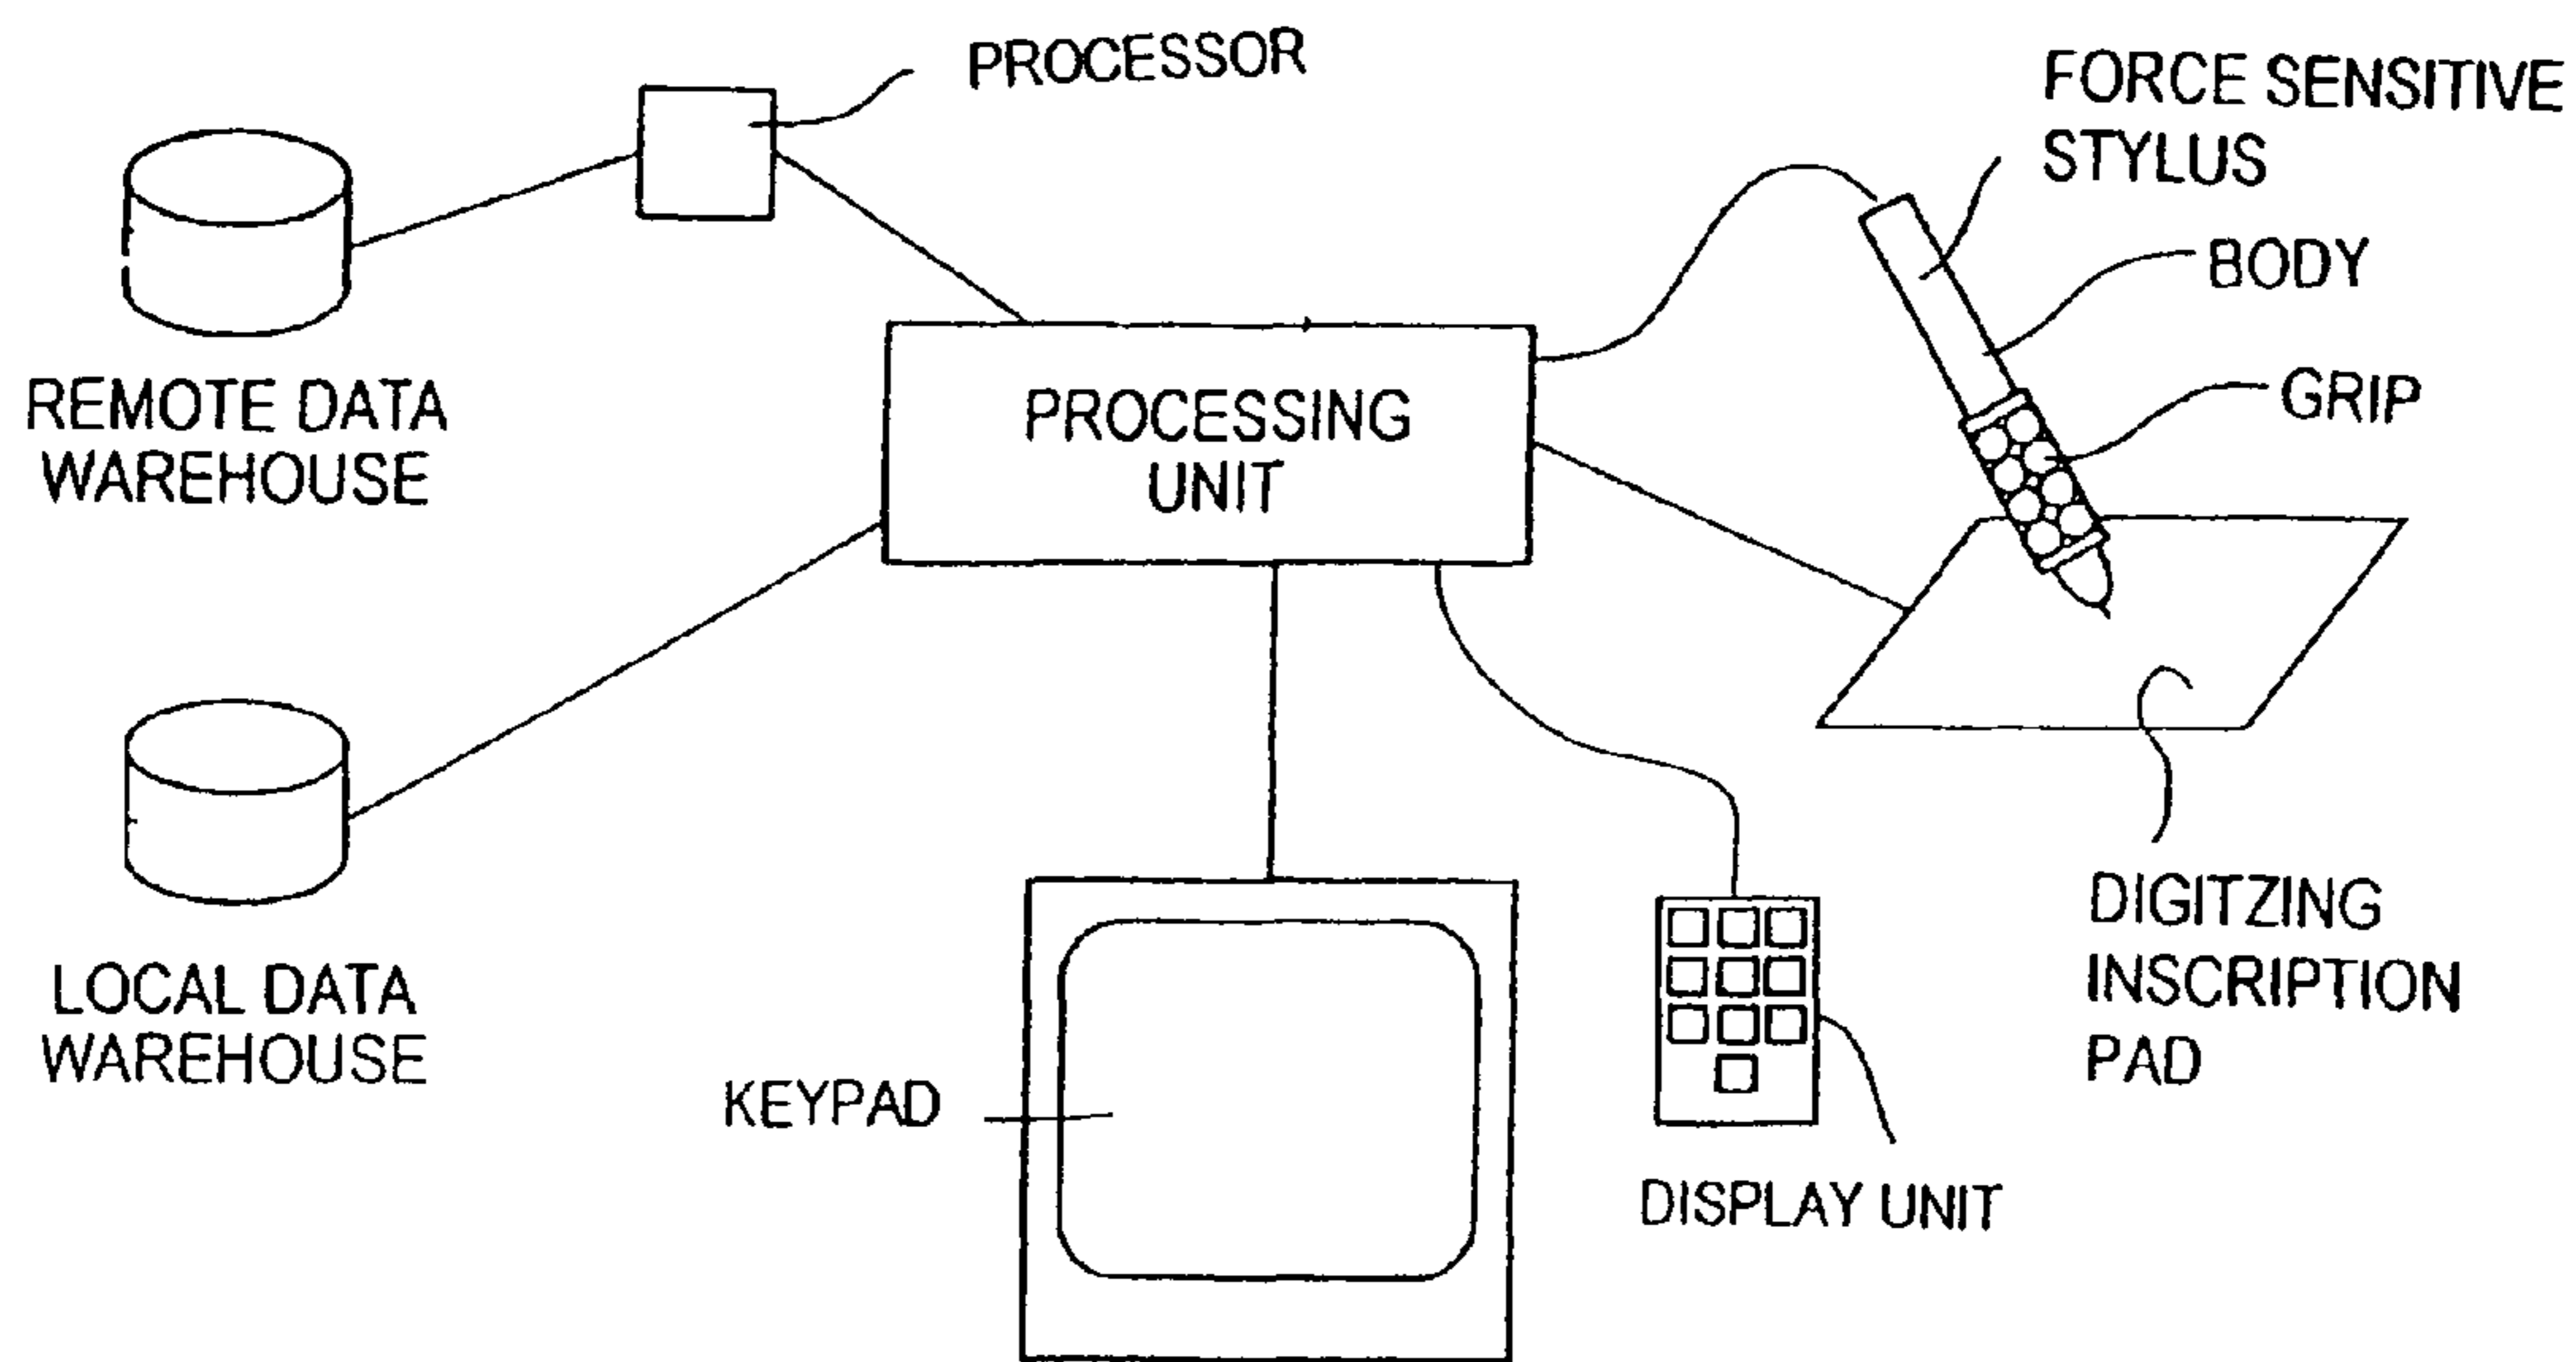 PROCESSOR
FORCE SENSITIVE
STYLUS
BODY
GRIP
REMOTE DATA
WAREHOUSE
PROCESSING
UNIT
LOCAL DATA
WAREHOUSE
KEYPAD
DISPLAY UNIT
DIGITZING
INSCRIPTION
PAD